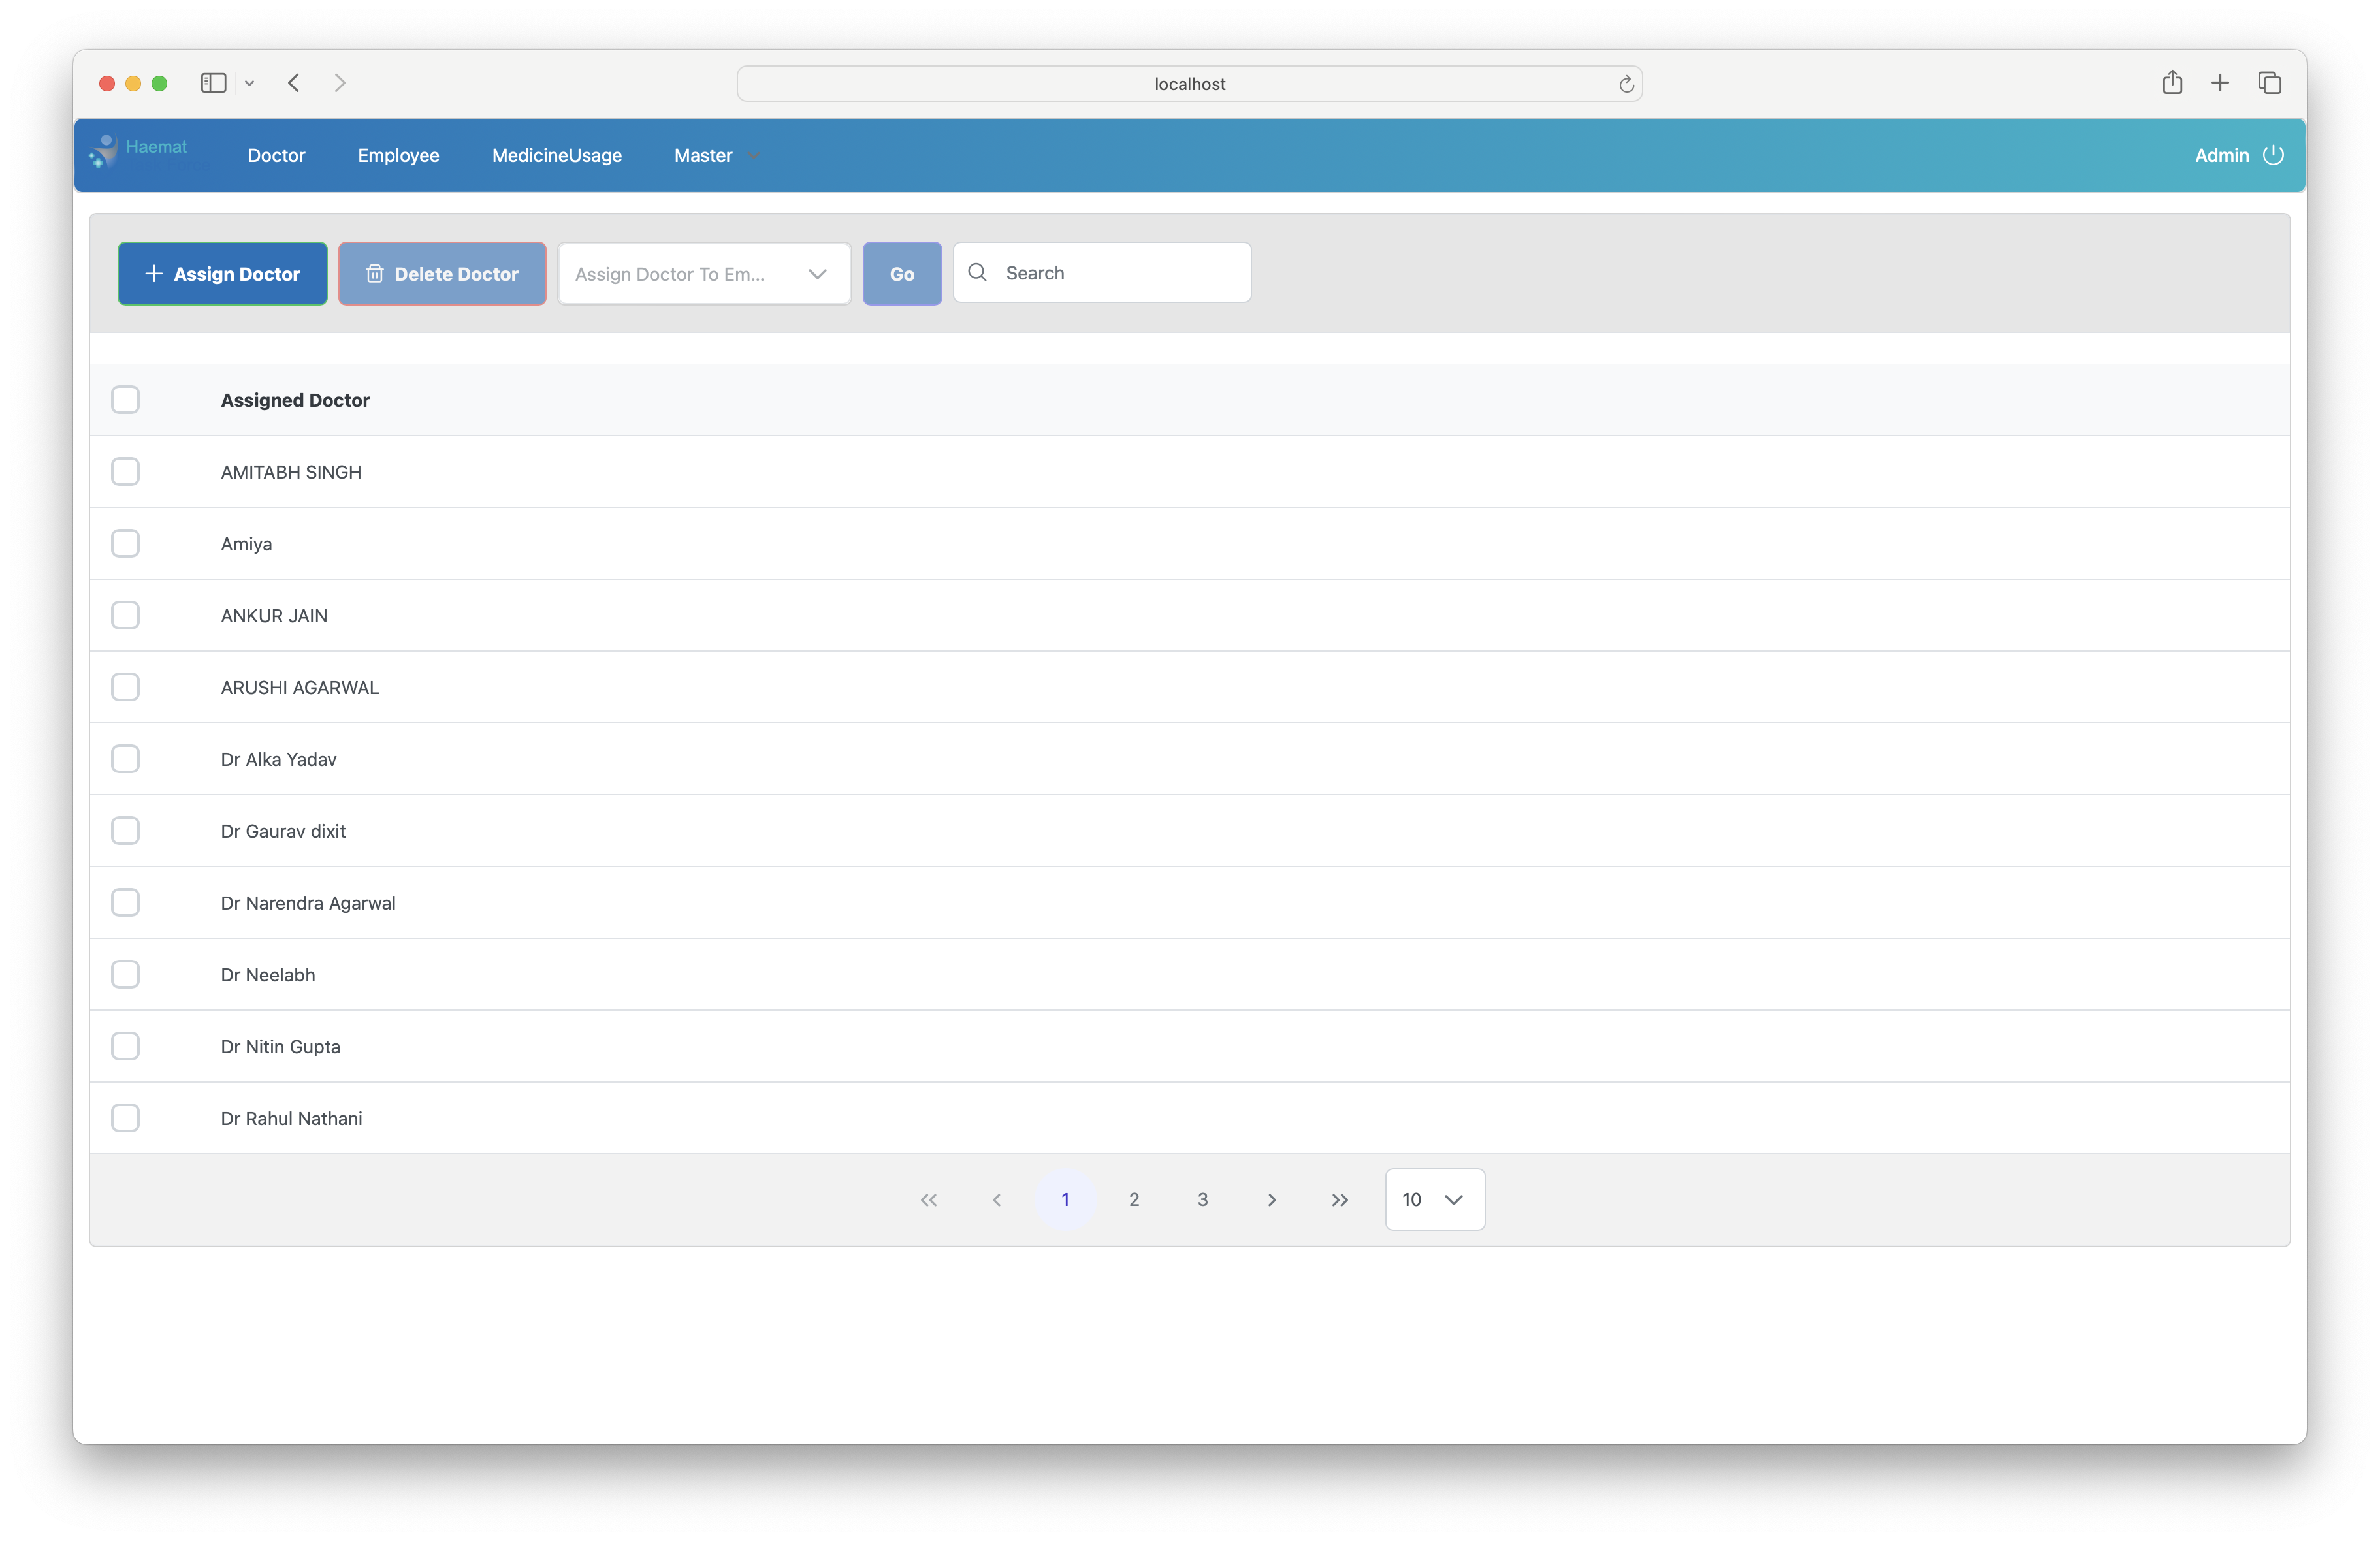 localhost
Haemat
Doctor Employee MedicineUsage Master Admin
Assign Doctor Delete Doctor Assign Doctor To Em... Go Search
Assigned Doctor
AMITABH SINGH
Amiya
ANKUR JAIN
ARUSHI AGARWAL
Dr Alka Yadav
Dr Gaurav dixit
Dr Narendra Agarwal
Dr Neelabh
Dr Nitin Gupta
Dr Rahul Nathani
1 2 3 10